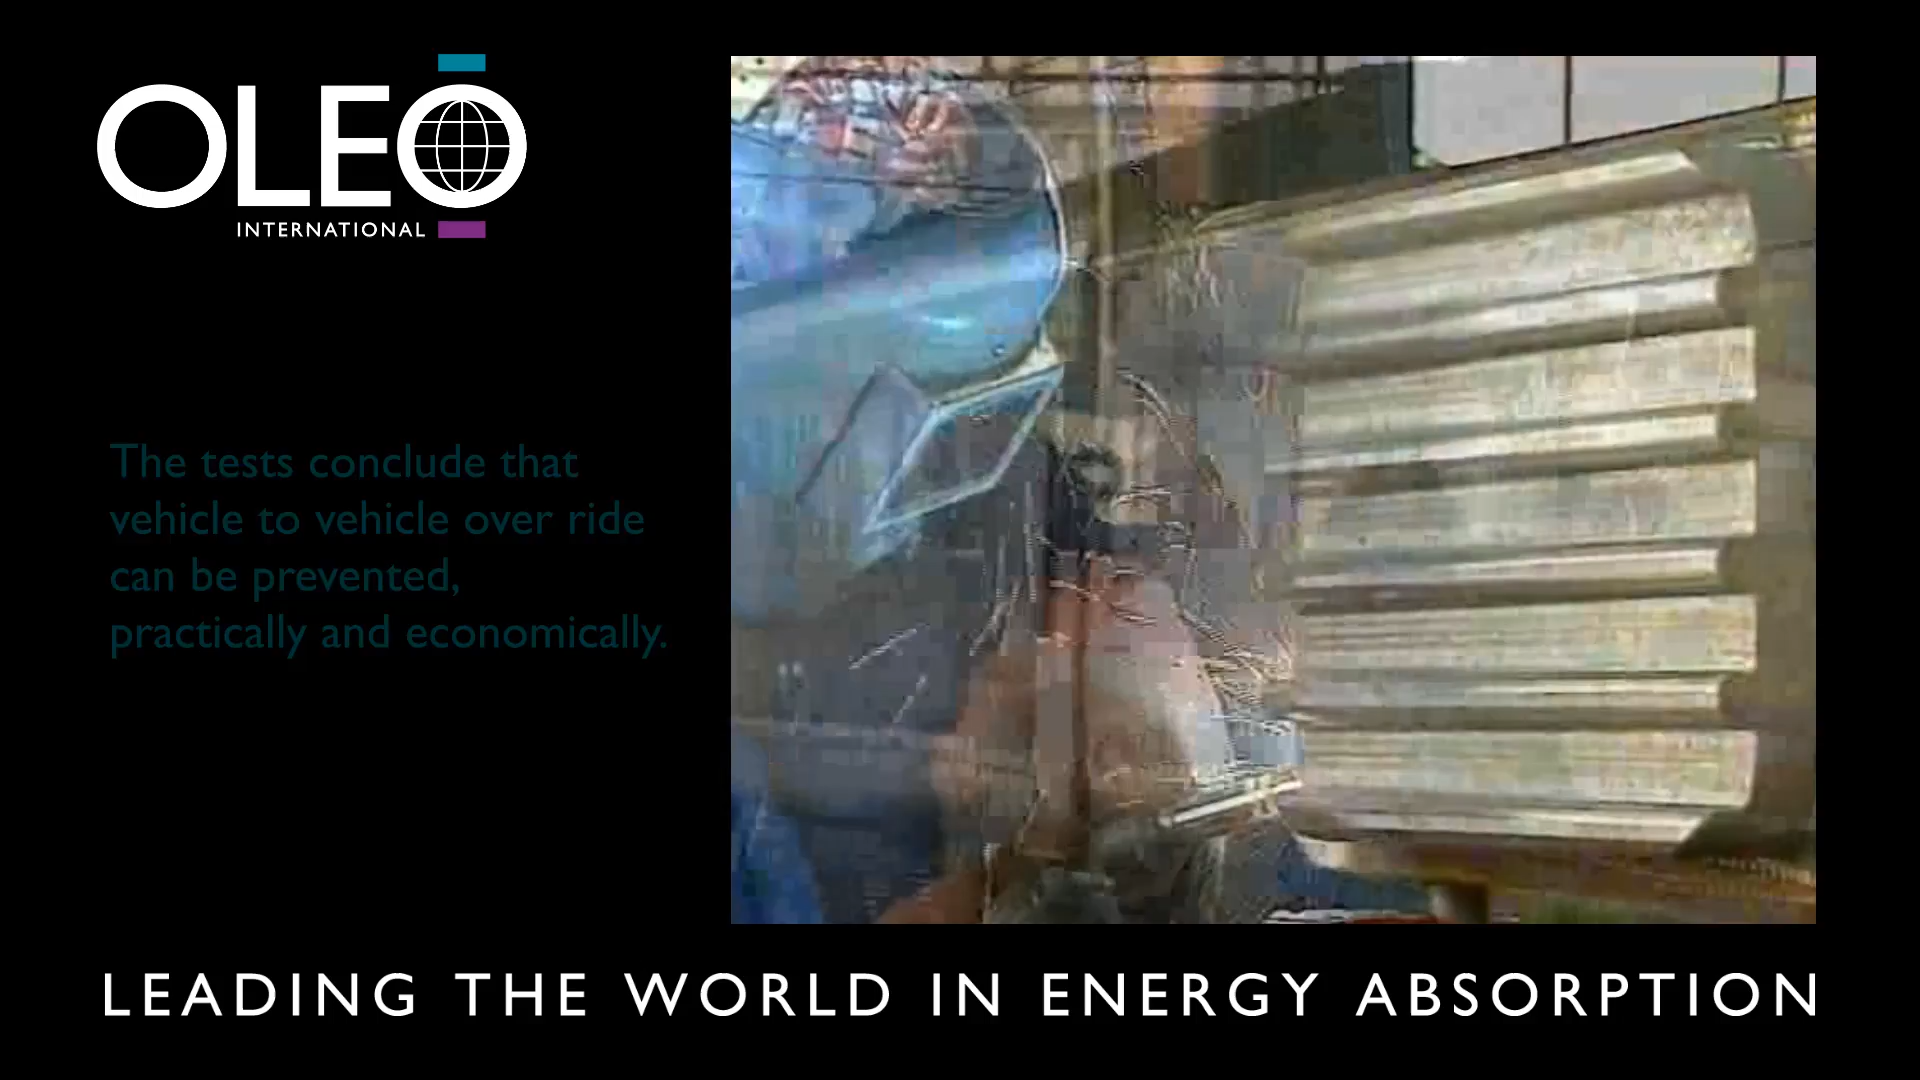 OLEO
INTERNATIONAL
The tests conclude that
vehicle to vehicle over ride
can be prevented,
practically and economically.
LEADING THE WORLD IN ENERGY ABSORPTION